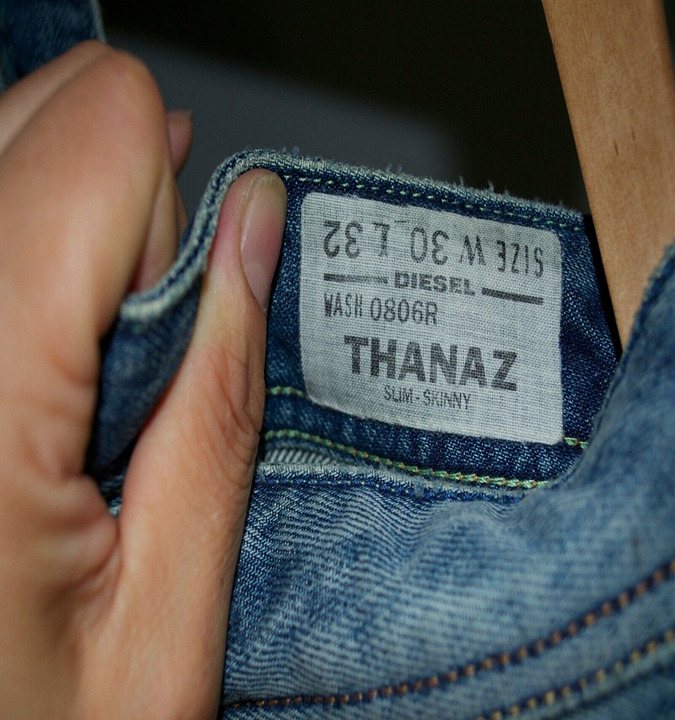 SIZE W 30 L 32
DIESEL
WASH 0806R
THANAZ
SLIM-SKINNY